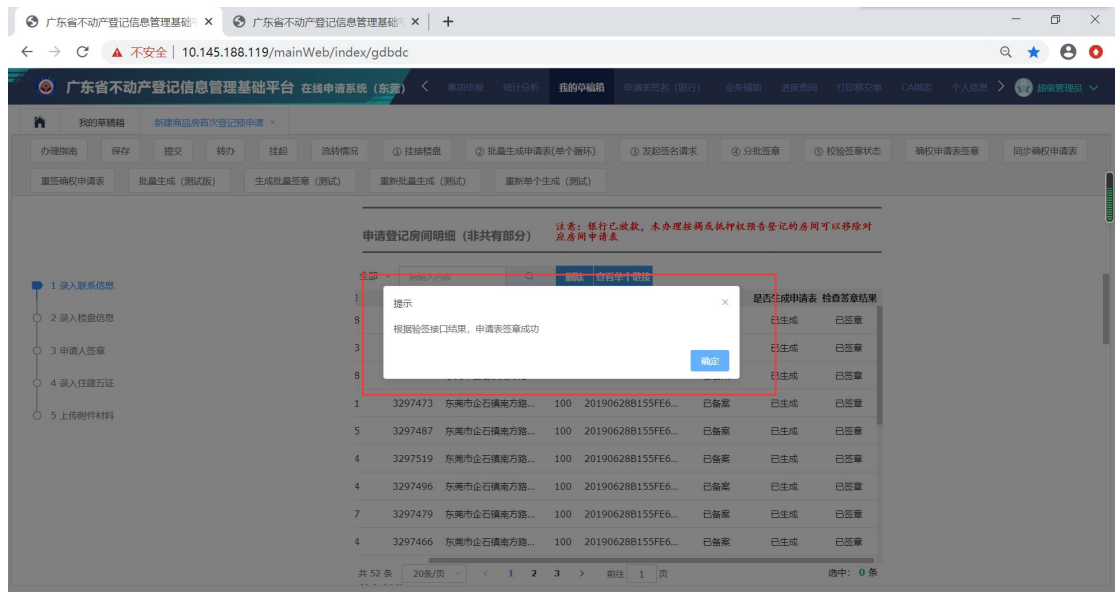 广东省不动产登记信息管理基础平 广东省不动产登记信息管理基础平
不安全 10.145.188.119/mainWeb/index/gdbdc
广东省不动产登记信息管理基础平台 在线申请系统（东莞） 事项申报 统计分析 我的草稿箱 申请表签名（银行） 业务辅助 进度查询 打印移交单 CA绑定 个人信息 超级管理员
我的草稿箱 新建商品房首次登记预申请
办理指南 保存 提交 转办 挂起 流转情况 ① 挂接楼盘 ② 批量生成申请表(单个循环) ③ 发起签名请求 ④ 分批签章 ⑤ 校验签章状态 确权申请表签章 同步确权申请表
重签确权申请表 批量生成（测试版） 生成批量签章（测试） 重新批量生成（测试） 重新单个生成（测试）
申请登记房间明细（非共有部分） 注意：银行已放款，未办理按揭或抵押权预告登记的房间可以移除对
应房间申请表
全部 请输入内容 删除 查看单个链接
1 录入联系信息
2 录入楼盘信息
3 申请人签章
4 录入住建五证
5 上传附件材料
是否生成申请表 检查签章结果
提示
根据验签接口结果，申请表签章成功
确定
8 已生成 已签章
3 已生成 已签章
8 已生成 已签章
1 3297473 东莞市企石镇南方路... 100 20190628B155FE6... 已备案 已生成 已签章
5 3297487 东莞市企石镇南方路... 100 20190628B155FE6... 已备案 已生成 已签章
4 3297519 东莞市企石镇南方路... 100 20190628B155FE6... 已备案 已生成 已签章
4 3297496 东莞市企石镇南方路... 100 20190628B155FE6... 已备案 已生成 已签章
7 3297479 东莞市企石镇南方路... 100 20190628B155FE6... 已备案 已生成 已签章
4 3297466 东莞市企石镇南方路... 100 20190628B155FE6... 已备案 已生成 已签章
共 52 条 20条/页 1 2 3 前往 1 页 选中： 0 条